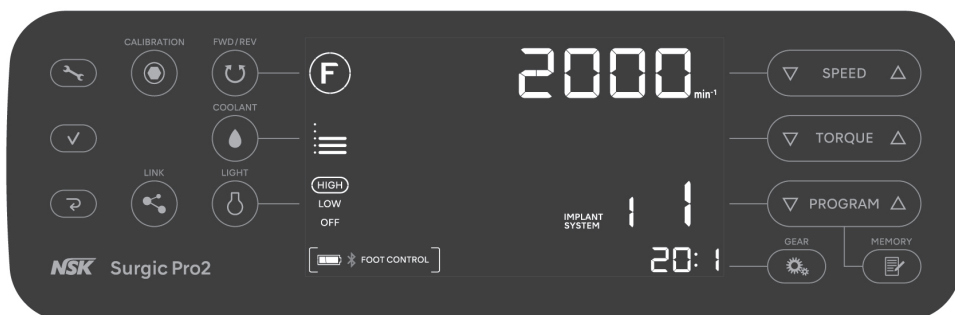 CALIBRATION
FWD/REV
F
2000 min⁻¹
SPEED
COOLANT
TORQUE
LINK
LIGHT
HIGH
LOW
OFF
IMPLANT
SYSTEM
1 1
PROGRAM
GEAR
MEMORY
FOOT CONTROL
20:1
NSK Surgic Pro2